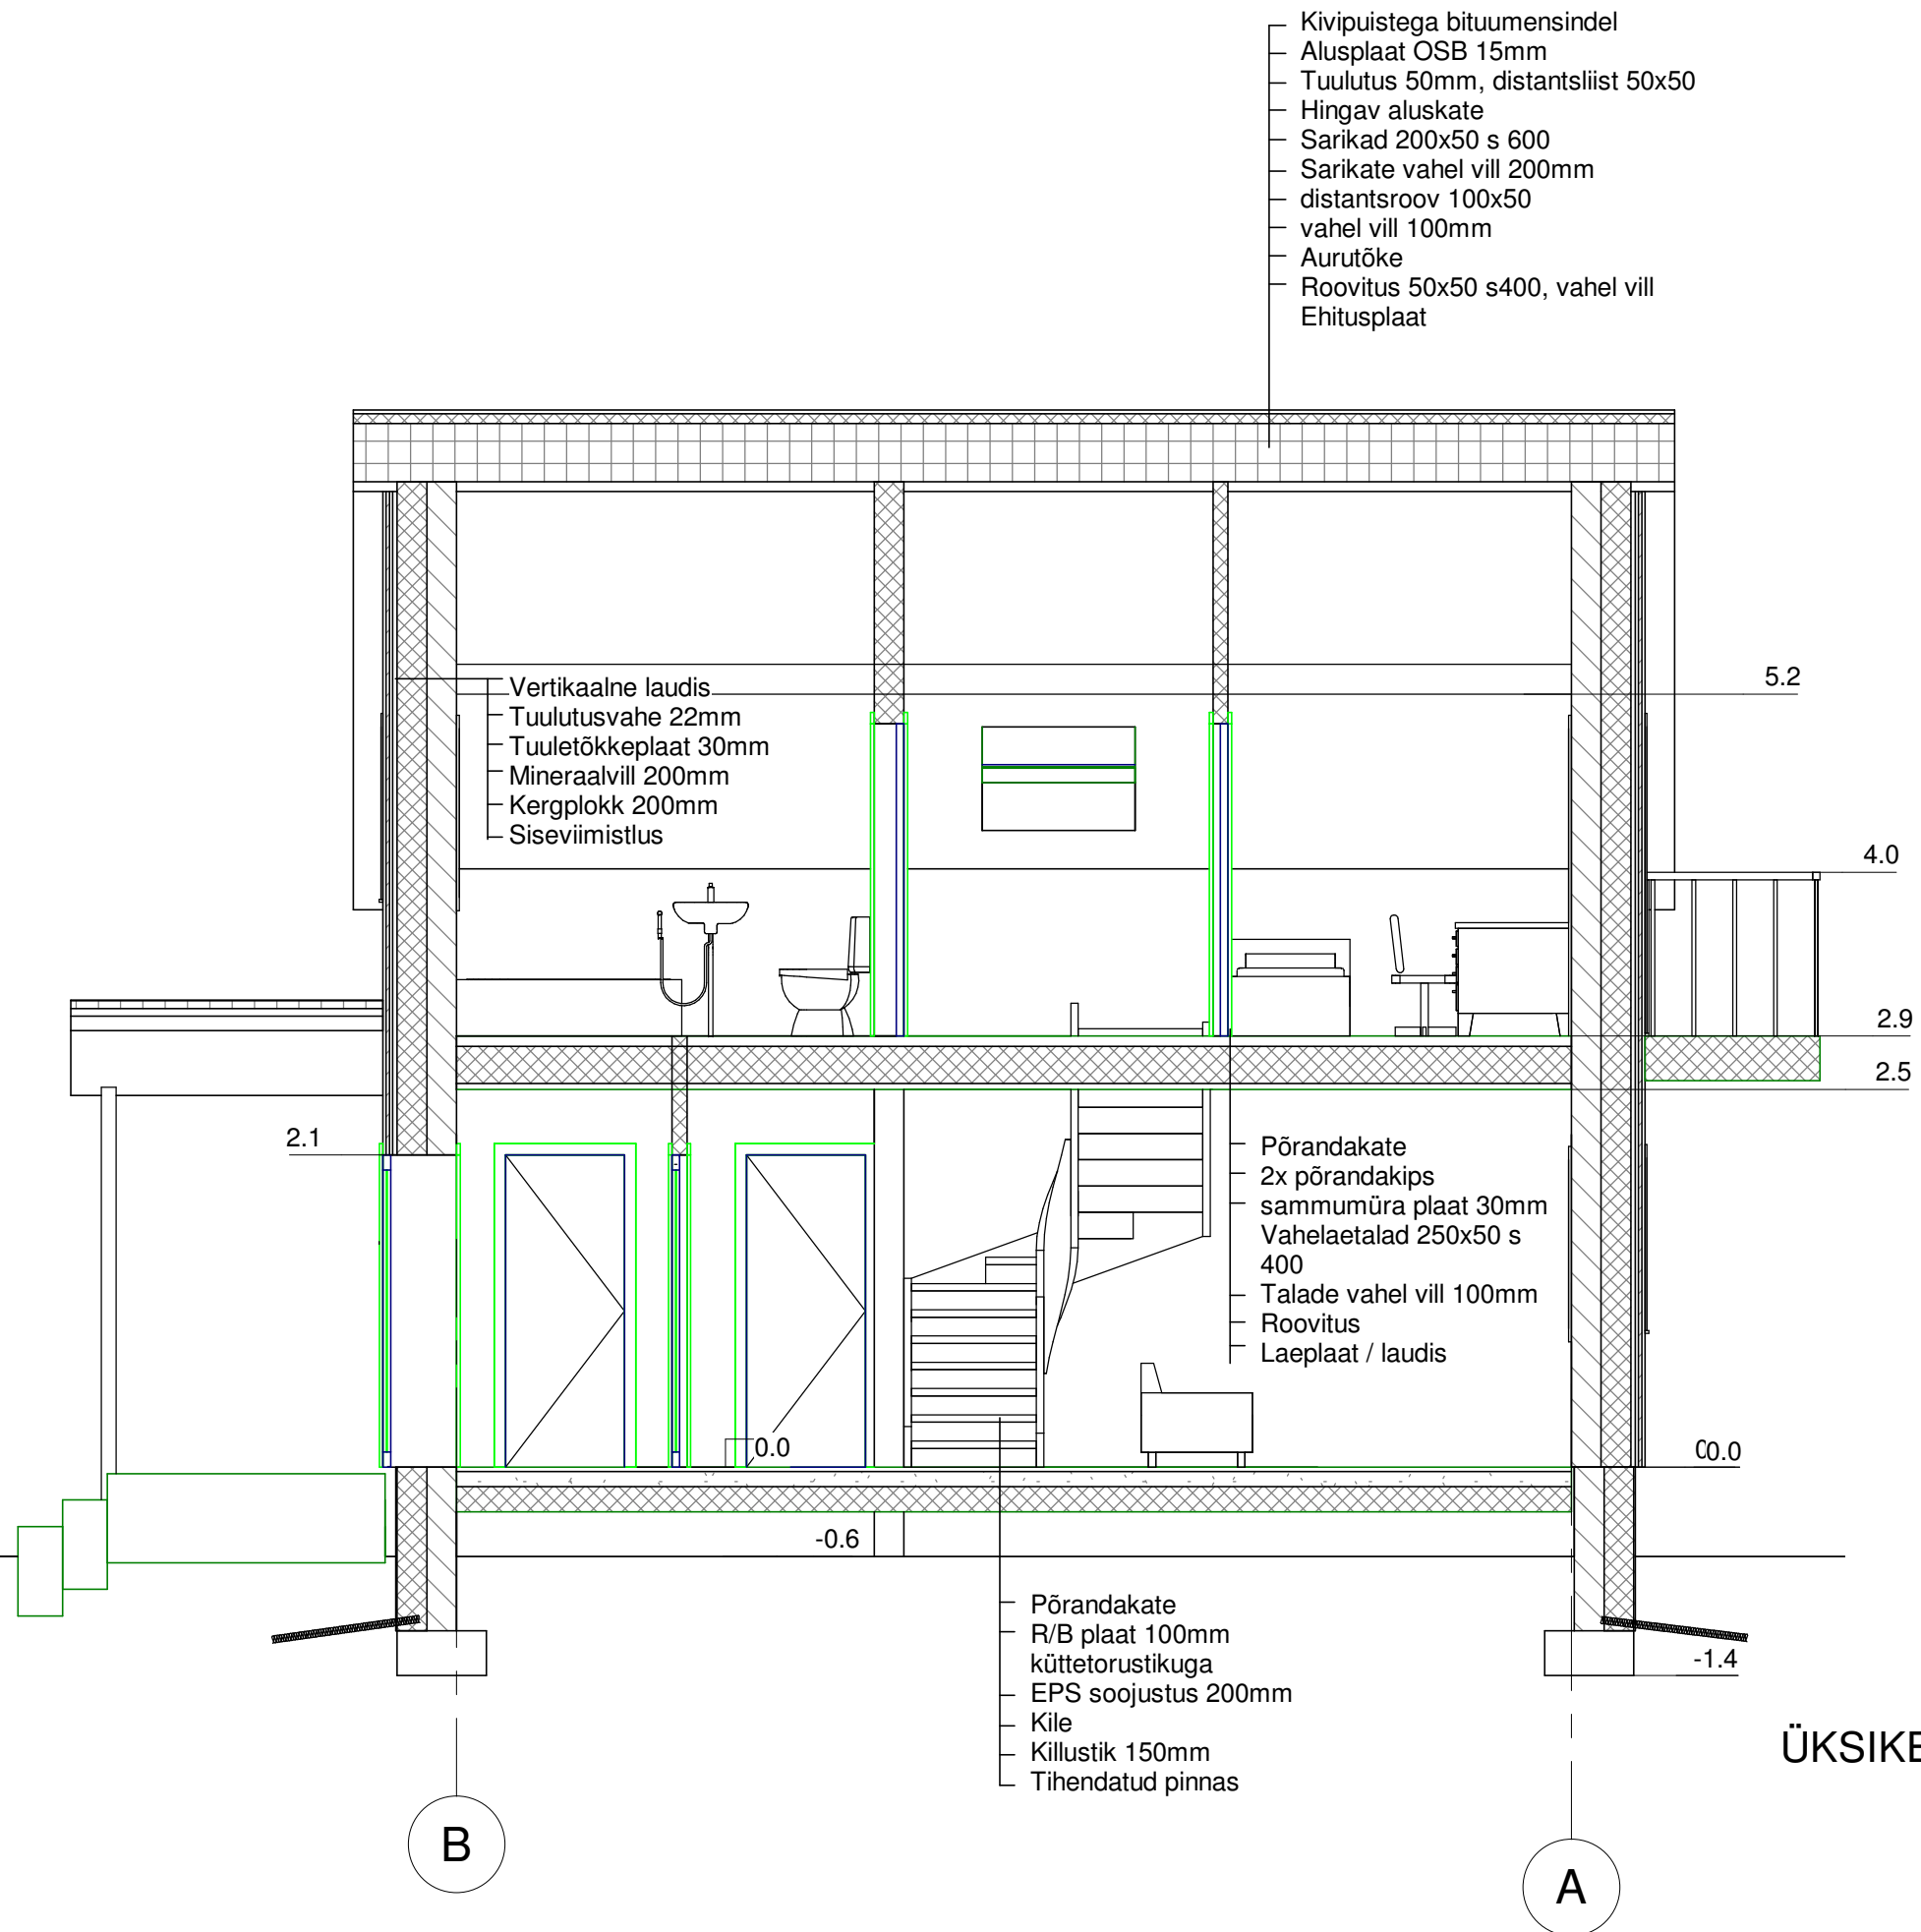 Kivipuistega bituumensindel
Alusplaat OSB 15mm
Tuulutus 50mm, distantsliist 50x50
Hingav aluskate
Sarikad 200x50 s 600
Sarikate vahel vill 200mm
distantsroov 100x50
vahel vill 100mm
Aurutõke
Roovitus 50x50 s400, vahel vill
Ehitusplaat
5.2
Vertikaalne laudis
Tuulutusvahe 22mm
Tuuletõkkeplaat 30mm
Mineraalvill 200mm
Kergplokk 200mm
Siseviimistlus
4.0
2.9
2.5
2.1
Põrandakate
2x põrandakips
sammumüra plaat 30mm
Vahelaetalad 250x50 s
400
Talade vahel vill 100mm
Roovitus
Laeplaat / laudis
0.0
0.0
-0.6
Põrandakate
R/B plaat 100mm
küttetorustikuga
EPS soojustus 200mm
Kile
Killustik 150mm
Tihendatud pinnas
-1.4
ÜKSIKE
B
A